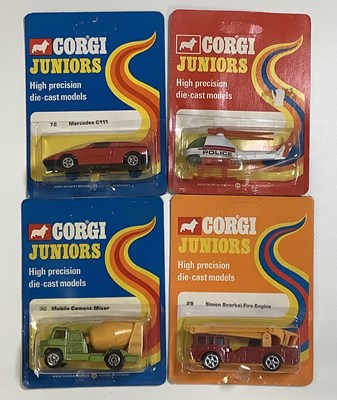 CORGI
JUNIORS
High precision
die-cast models
72 Mercedes C111
CORGI
JUNIORS
High precision
die-cast models
POLICE
CORGI
JUNIORS
High precision
die-cast models
Mobile Cement Mixer
CORGI
JUNIORS
High precision
die-cast models
29 Simon Snorkel Fire Engine